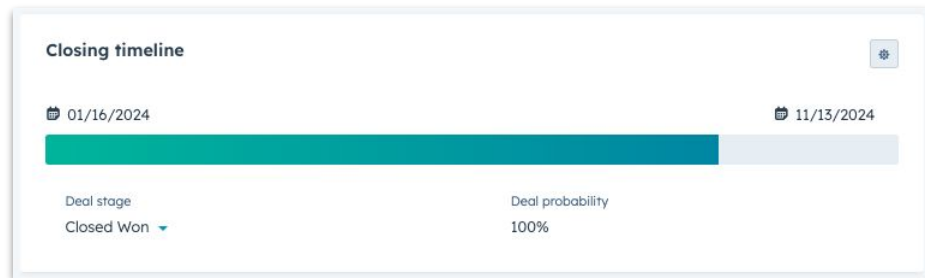 Closing timeline
01/16/2024
11/13/2024
Deal stage
Deal probability
Closed Won
100%